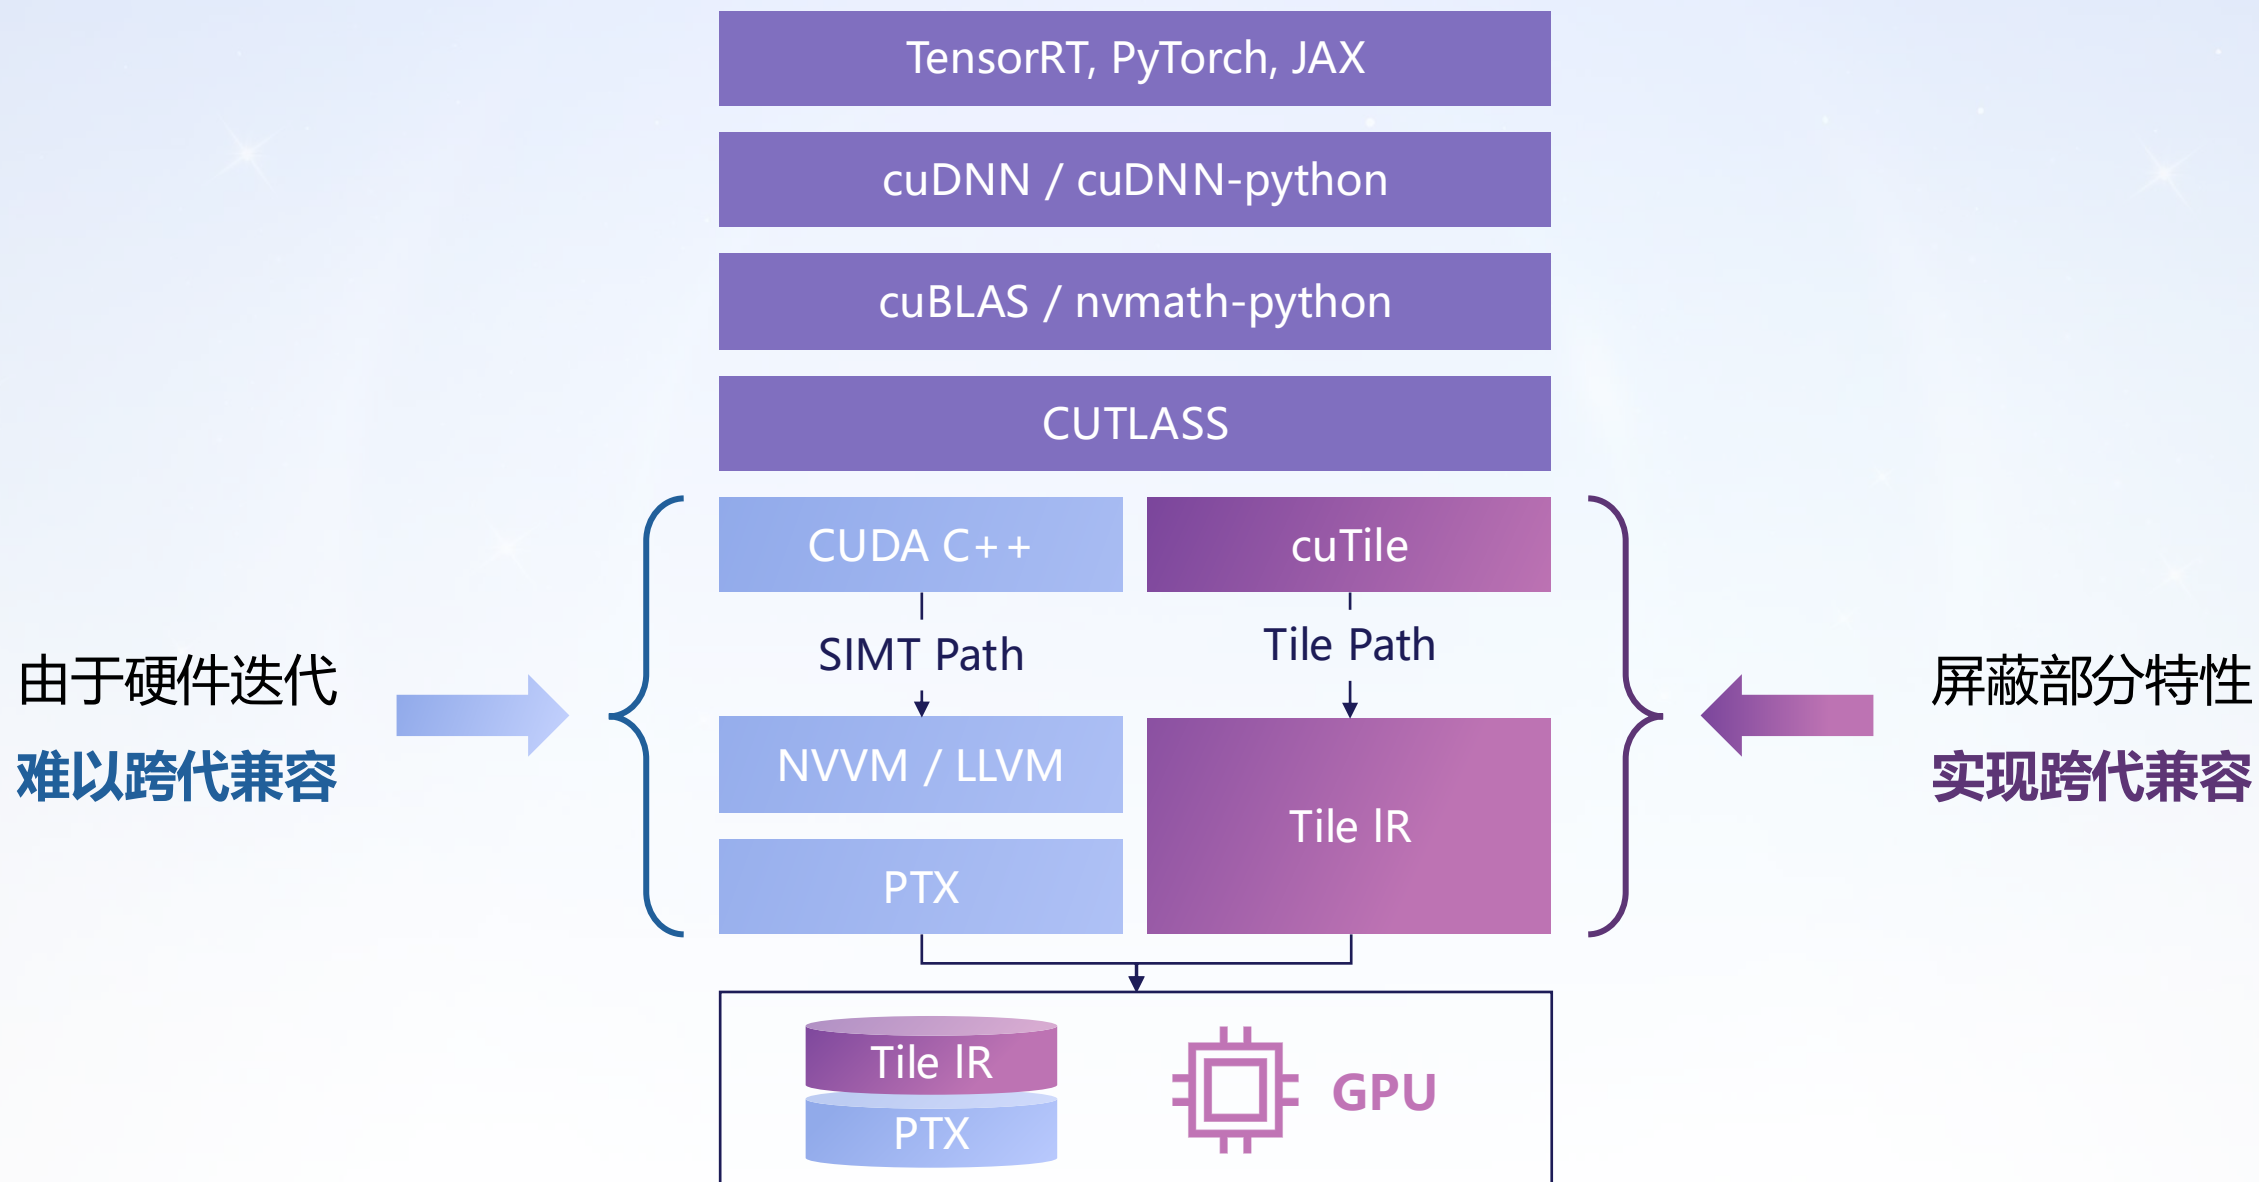 TensorRT, PyTorch, JAX
cuDNN / cuDNN-python
cuBLAS / nvmath-python
CUTLASS
CUDA C++
cuTile
SIMT Path
Tile Path
由于硬件迭代
难以跨代兼容
NVVM / LLVM
PTX
Tile lR
屏蔽部分特性
实现跨代兼容
Tile lR
PTX
GPU